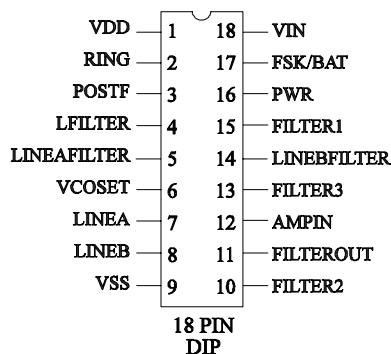 VDD 1 18 VIN
RING 2 17 FSK/BAT
POSTF 3 16 PWR
LFILTER 4 15 FILTER1
LINEAFILTER 5 14 LINEBFILTER
VCOSET 6 13 FILTER3
LINEA 7 12 AMPIN
LINEB 8 11 FILTEROUT
VSS 9 10 FILTER2
18 PIN
DIP